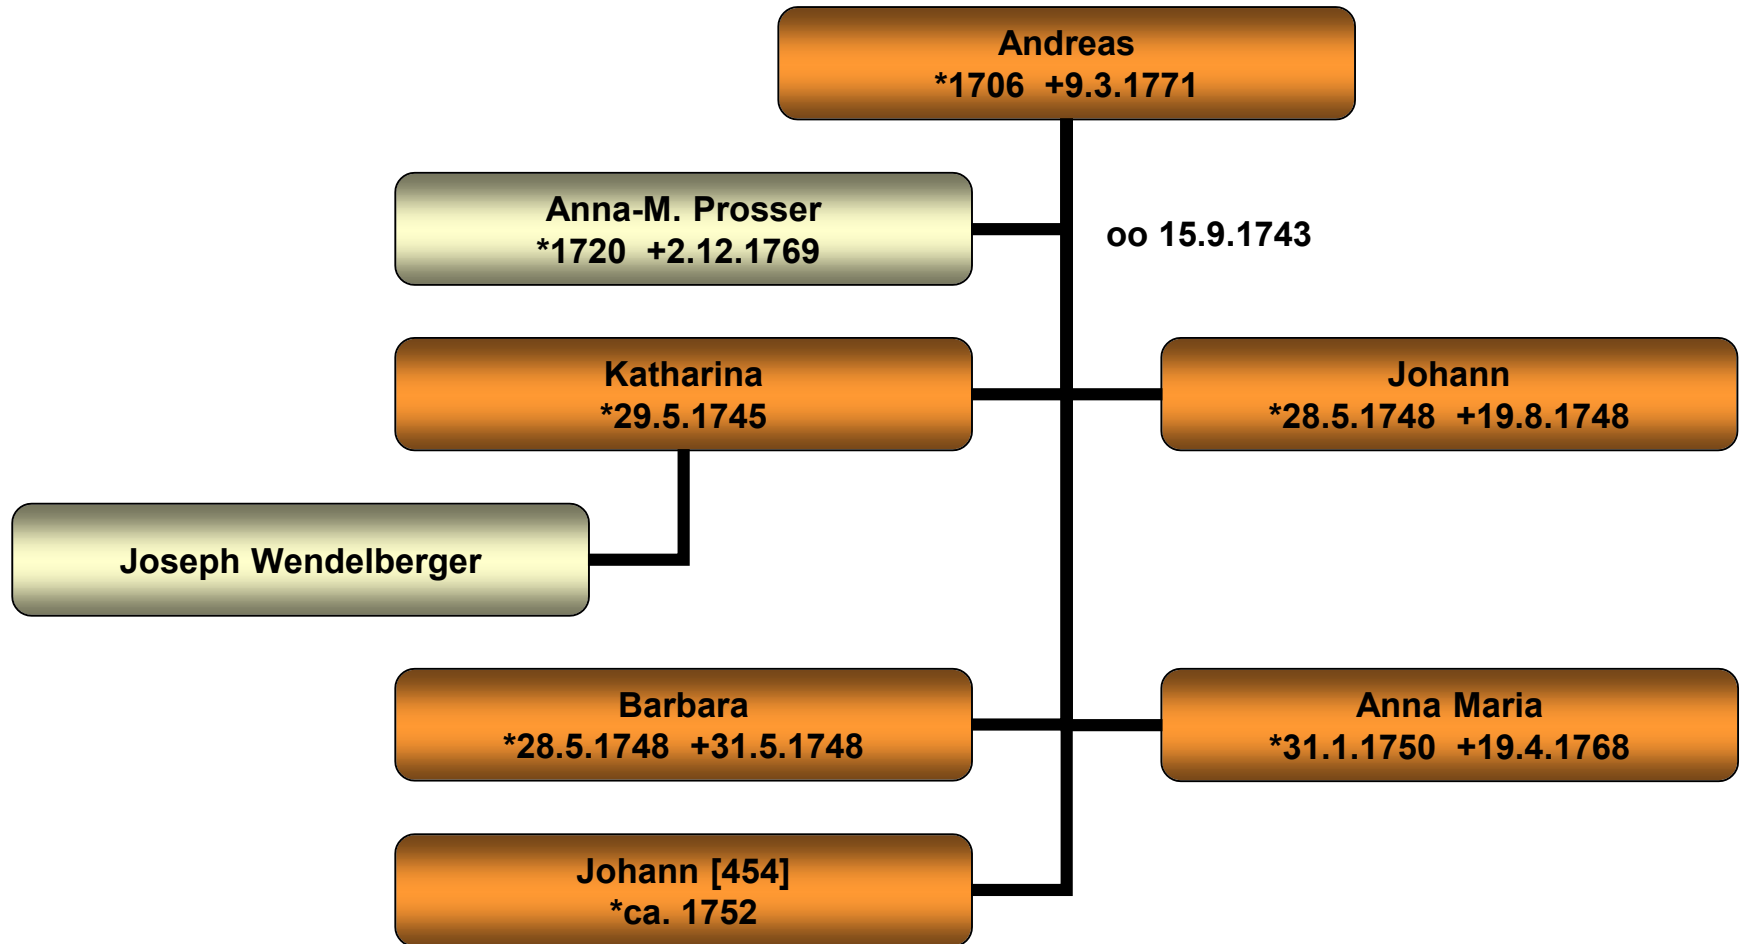 Andreas
*1706 +9.3.1771
Anna-M. Prosser
*1720 +2.12.1769
oo 15.9.1743
Katharina
*29.5.1745
Johann
*28.5.1748 +19.8.1748
Joseph Wendelberger
Barbara
*28.5.1748 +31.5.1748
Anna Maria
*31.1.1750 +19.4.1768
Johann [454]
*ca. 1752